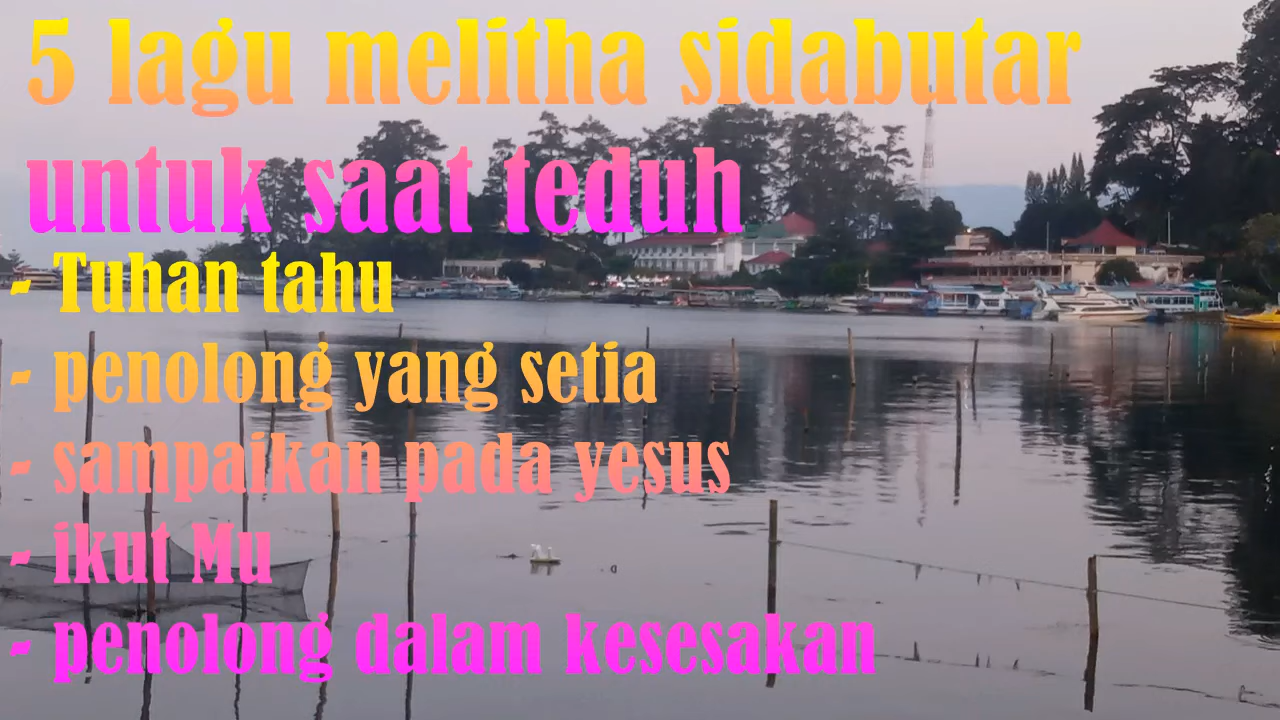 5 lagu melitha sidabutar
untuk saat teduh
- Tuhan tahu
- penolong yang setia
- sampaikan pada yesus
- ikut Mu
- penolong dalam kesesakan